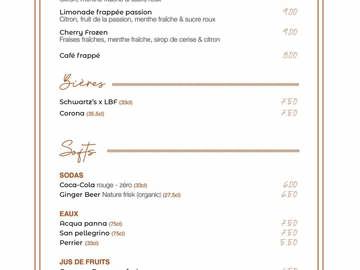 Limonade frappée passion 9.00
Citron, fruit de la passion, menthe fraîche & sucre roux
Cherry Frozen 9.00
Fraises fraîches, menthe fraîche, sirop de cerise & citron
Café frappé 8.00
Bières
Schwartz's x LBF (33cl) 7.50
Corona (35,5cl) 7.50
Softs
SODAS
Coca-Cola rouge - zéro (33cl) 6.00
Ginger Beer Nature frisk (organic) (27,5cl) 6.50
EAUX
Acqua panna (75cl) 7.50
San pellegrino (75cl) 7.50
Perrier (33cl) 5.50
JUS DE FRUITS